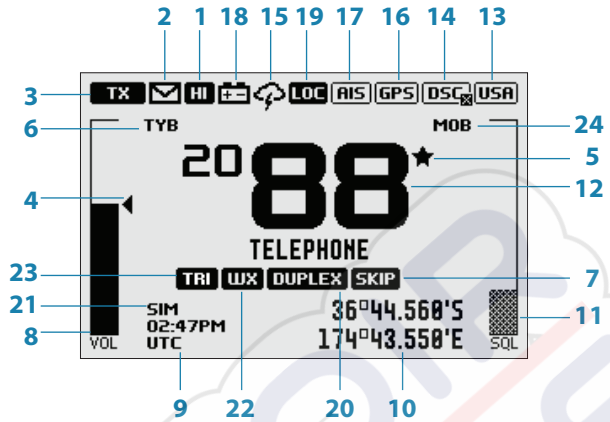 2 1 18 15 19 17 16 14 13
3 TX HI LOC AIS GPS DSC USA
6 TYB MOB 24
20 88 5
4 12
TELEPHONE
23 TRI WX DUPLEX SKIP 7
21 SIM 36°44.560'S
8 02:47PM 11
VOL UTC 174°43.550'E SQL
9 22 20 10